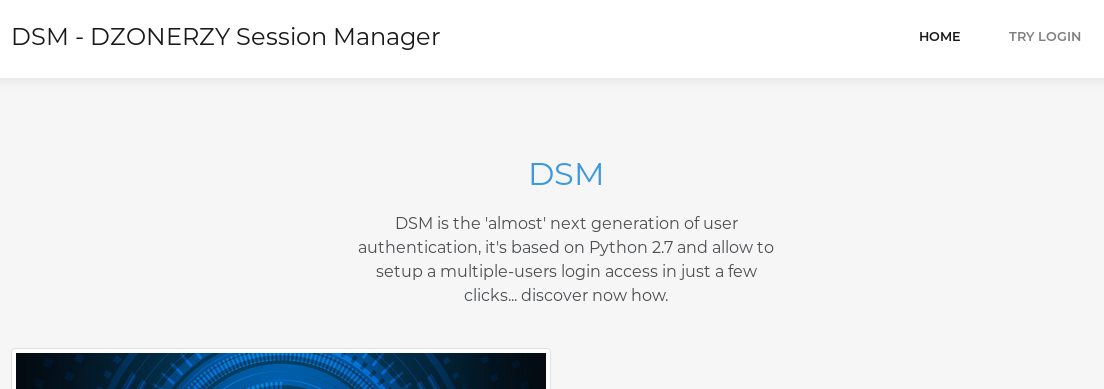 DSM - DZONERZY Session Manager
HOME
TRY LOGIN
DSM
DSM is the 'almost' next generation of user
authentication, it's based on Python 2.7 and allow to
setup a multiple-users login access in just a few
clicks... discover now how.